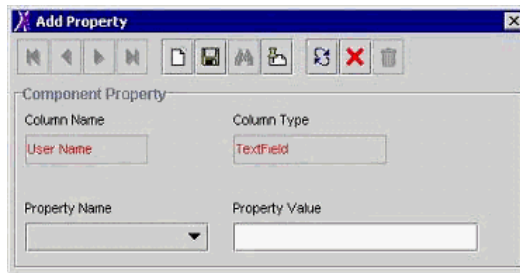 Add Property
Component Property
Column Name Column Type
User Name TextField
Property Name Property Value